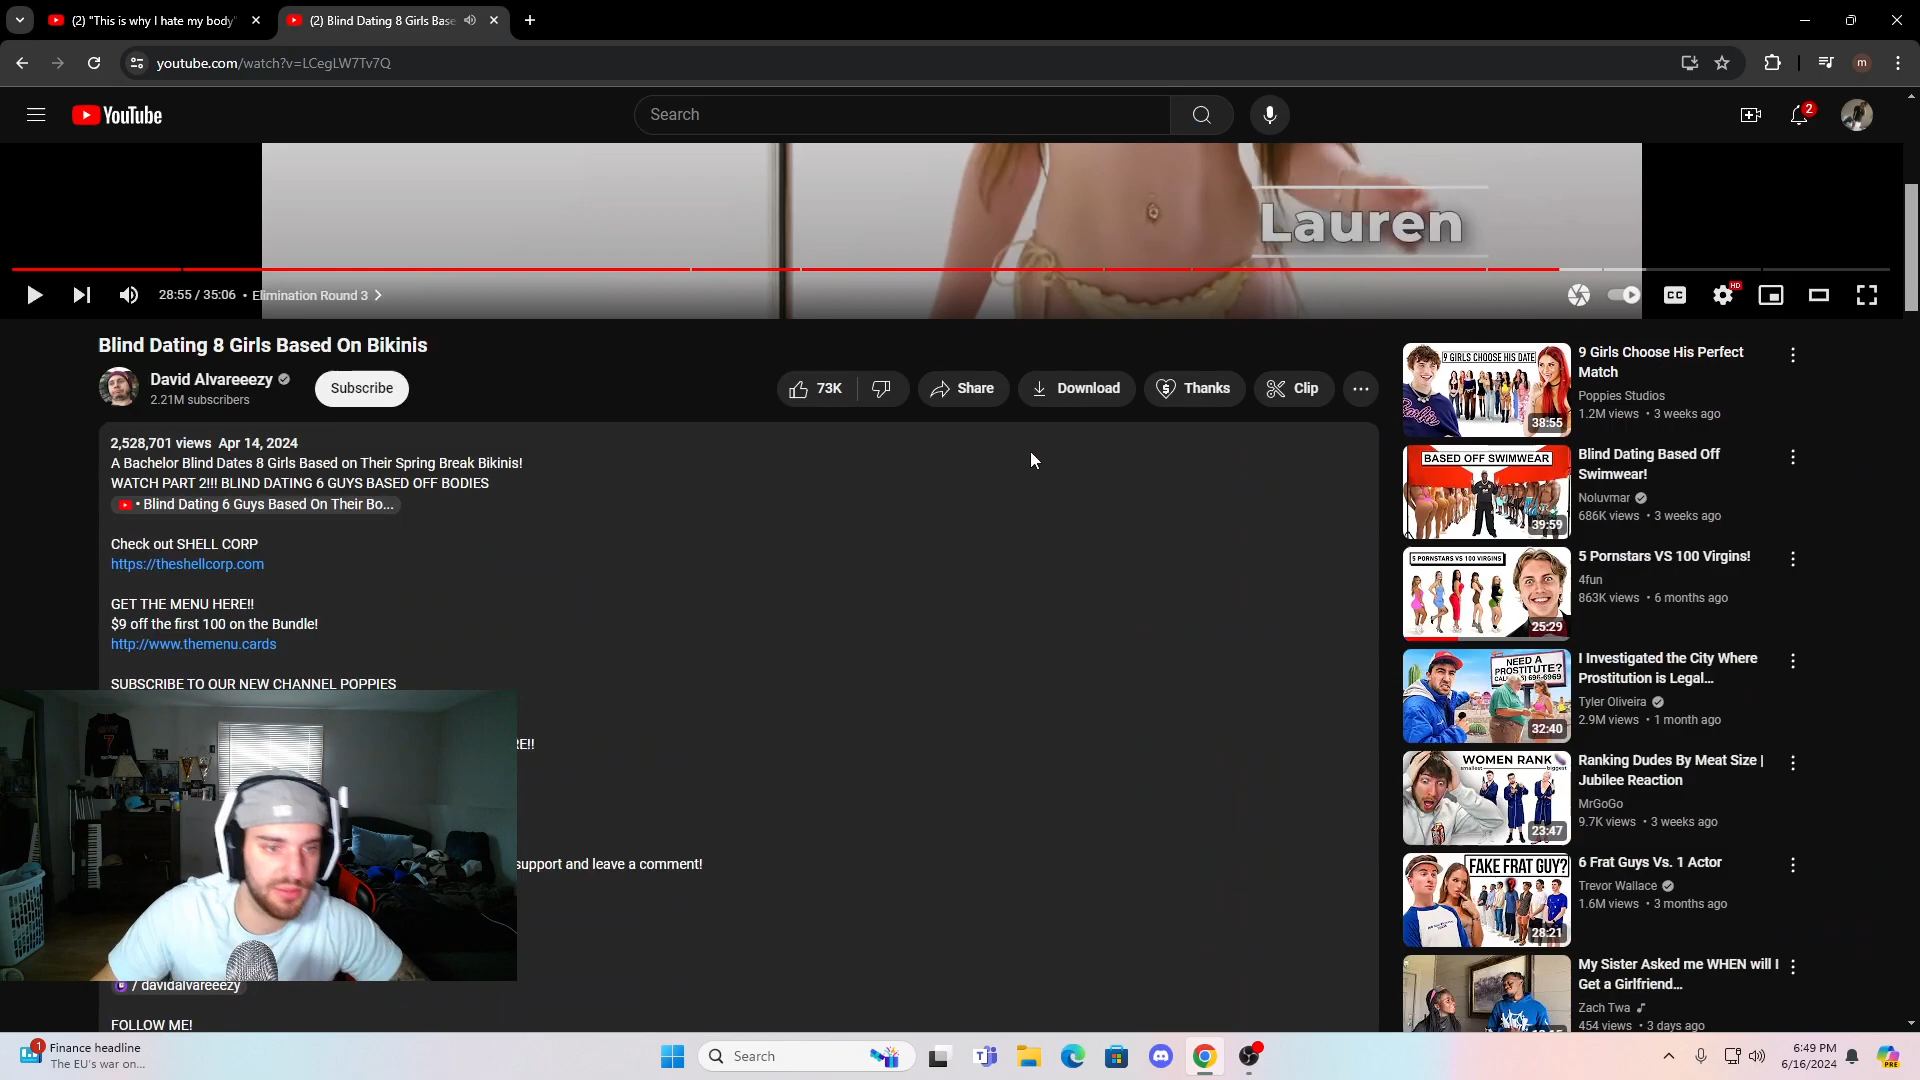 (2) "This is why I hate my body"
(2) Blind Dating 8 Girls Base
youtube.com/watch?v=LCegLW7Tv7Q
m
YouTube
Search
2
Lauren
28:55 / 35:06 • Elimination Round 3
CC
HD
Blind Dating 8 Girls Based On Bikinis
David Alvareeezy
2.21M subscribers
Subscribe
73K
Share
Download
Thanks
Clip
2,528,701 views Apr 14, 2024
A Bachelor Blind Dates 8 Girls Based on Their Spring Break Bikinis!
WATCH PART 2!!! BLIND DATING 6 GUYS BASED OFF BODIES
• Blind Dating 6 Guys Based On Their Bo...
Check out SHELL CORP
https://theshellcorp.com
GET THE MENU HERE!!
$9 off the first 100 on the Bundle!
http://www.themenu.cards
SUBSCRIBE TO OUR NEW CHANNEL POPPIES
RE!!
support and leave a comment!
7
/ davidalvareeezy
FOLLOW ME!
9 GIRLS CHOOSE HIS DATE
Barbie
38:55
9 Girls Choose His Perfect
Match
Poppies Studios
1.2M views • 3 weeks ago
BASED OFF SWIMWEAR
39:59
Blind Dating Based Off
Swimwear!
Noluvmar
686K views • 3 weeks ago
5 PORNSTARS VS 100 VIRGINS
25:29
5 Pornstars VS 100 Virgins!
4fun
863K views • 6 months ago
NEED A
PROSTITUTE?
32:40
I Investigated the City Where
Prostitution is Legal...
Tyler Oliveira
2.9M views • 1 month ago
WOMEN RANK
smallest
biggest
23:47
Ranking Dudes By Meat Size |
Jubilee Reaction
MrGoGo
9.7K views • 3 weeks ago
FAKE FRAT GUY?
28:21
6 Frat Guys Vs. 1 Actor
Trevor Wallace
1.6M views • 3 months ago
My Sister Asked me WHEN will I
Get a Girlfriend...
Zach Twa
454 views • 3 days ago
1
Finance headline
The EU's war on...
Search
PRE
6:49 PM
6/16/2024